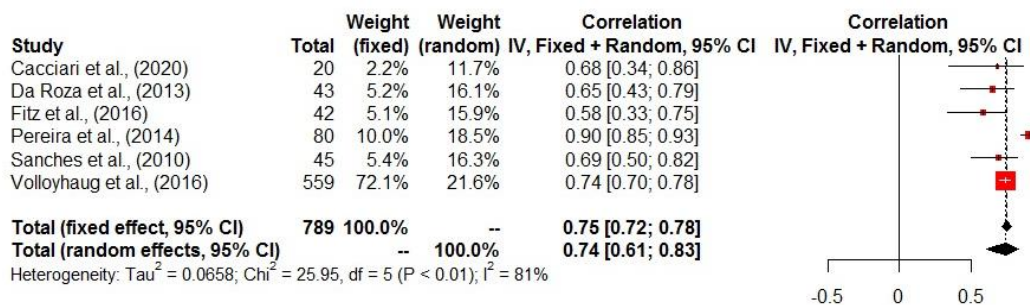 Weight Weight Correlation Correlation
Study Total (fixed) (random) IV, Fixed + Random, 95% CI IV, Fixed + Random, 95% CI
Cacciari et al., (2020) 20 2.2% 11.7% 0.68 [0.34; 0.86]
Da Roza et al., (2013) 43 5.2% 16.1% 0.65 [0.43; 0.79]
Fitz et al., (2016) 42 5.1% 15.9% 0.58 [0.33; 0.75]
Pereira et al., (2014) 80 10.0% 18.5% 0.90 [0.85; 0.93]
Sanches et al., (2010) 45 5.4% 16.3% 0.69 [0.50; 0.82]
Volloyhaug et al., (2016) 559 72.1% 21.6% 0.74 [0.70; 0.78]
Total (fixed effect, 95% CI) 789 100.0% -- 0.75 [0.72; 0.78]
Total (random effects, 95% CI) -- 100.0% 0.74 [0.61; 0.83]
Heterogeneity: Tau² = 0.0658; Chi² = 25.95, df = 5 (P < 0.01); I² = 81%
-0.5 0 0.5